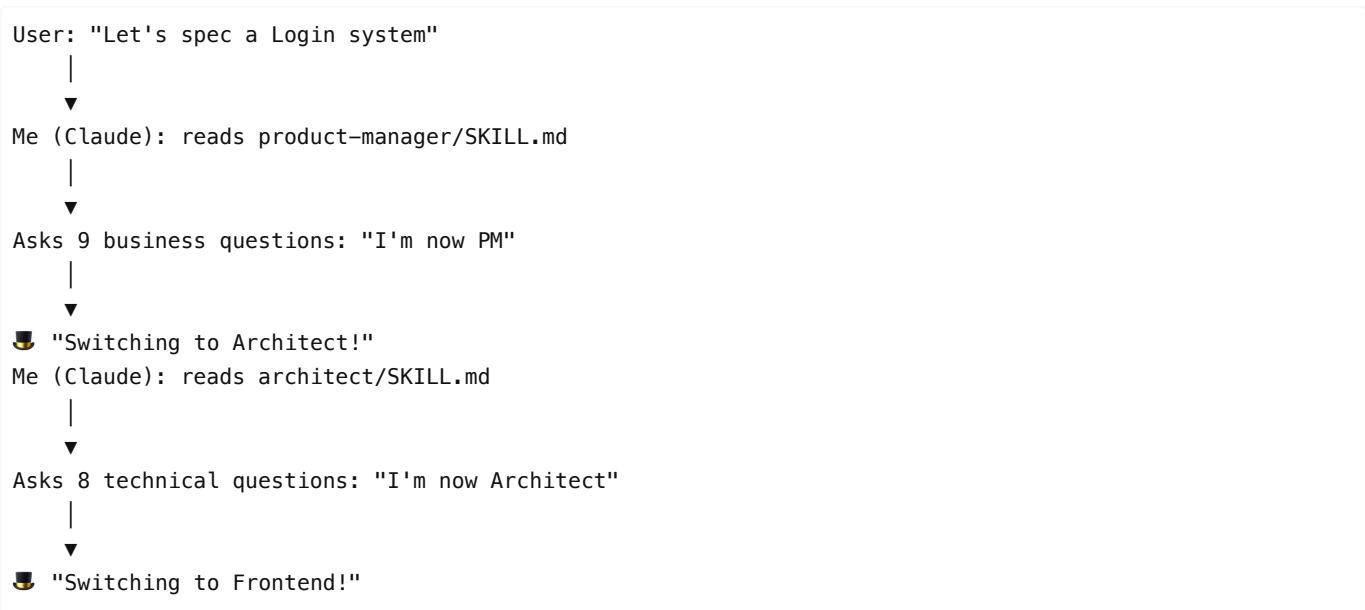 User: "Let's spec a Login system"
│
▼
Me (Claude): reads product-manager/SKILL.md
│
▼
Asks 9 business questions: "I'm now PM"
│
▼
🎩 "Switching to Architect!"
Me (Claude): reads architect/SKILL.md
│
▼
Asks 8 technical questions: "I'm now Architect"
│
▼
🎩 "Switching to Frontend!"